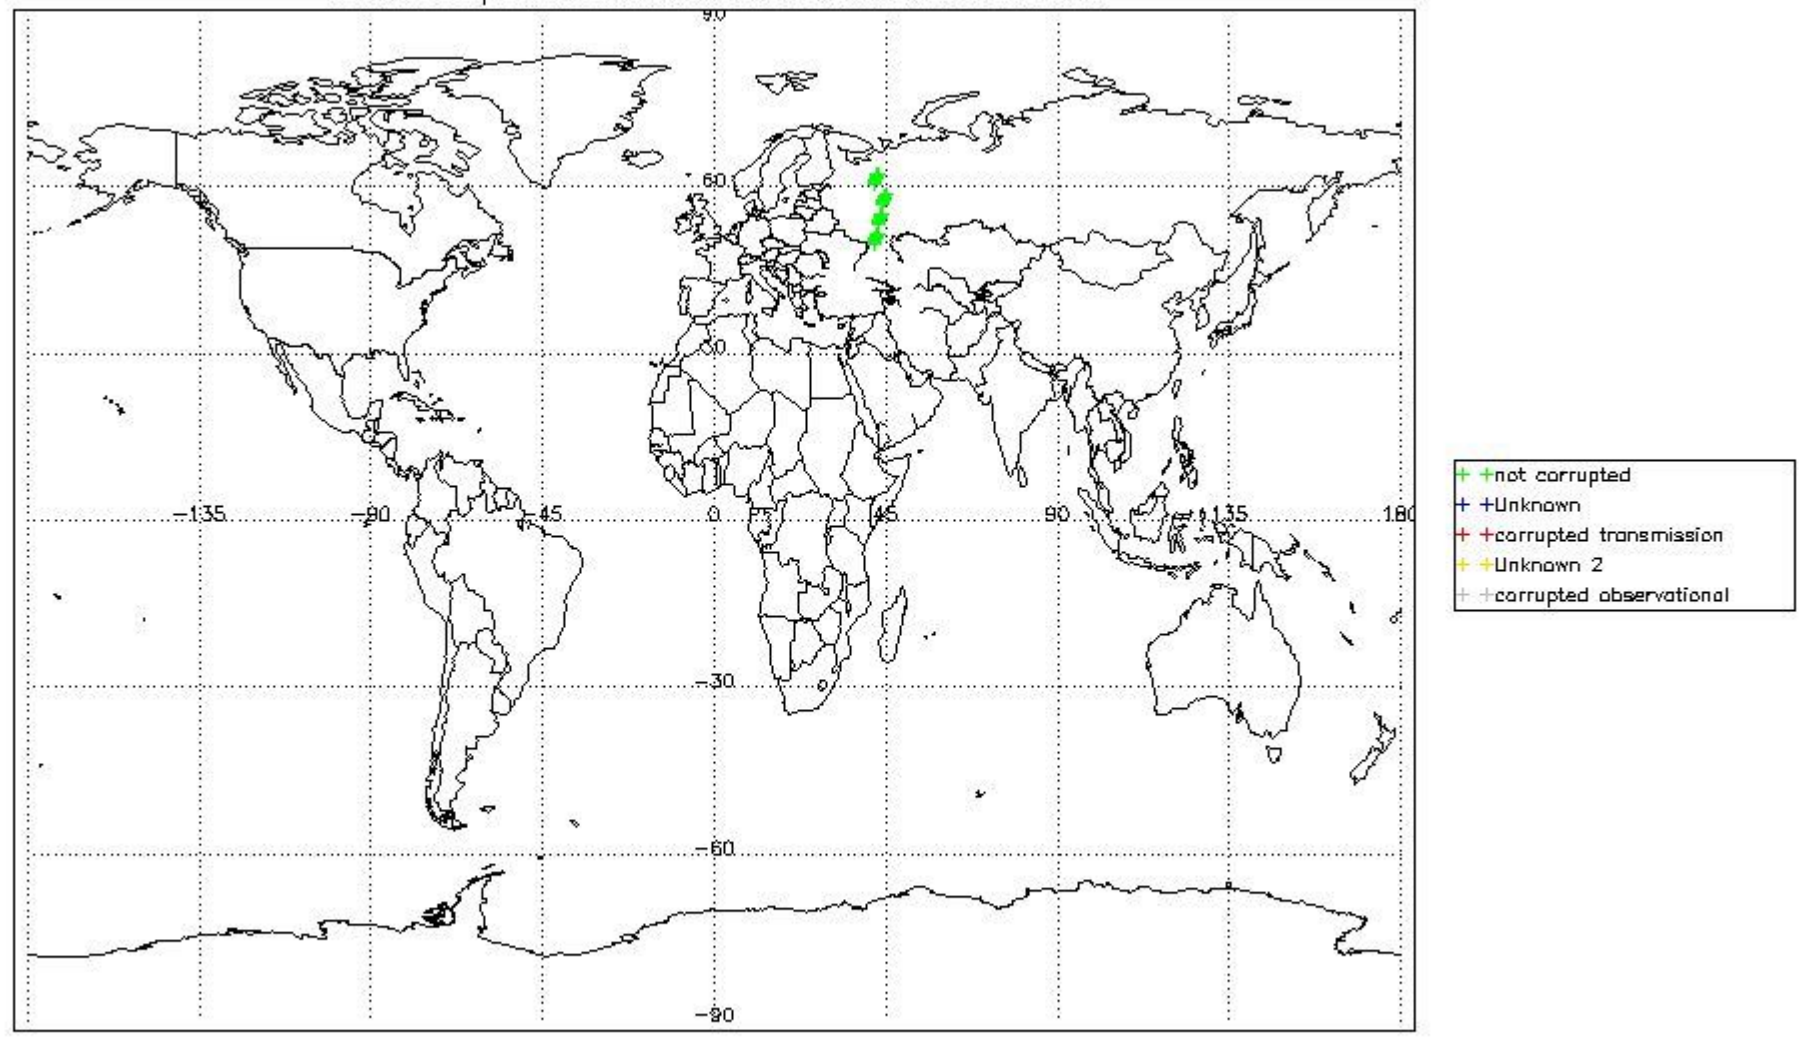 90
60
30
-135
-90
-45
0
45
90
135
180
-30
-60
-90
not corrupted
Unknown
corrupted transmission
Unknown 2
corrupted observational